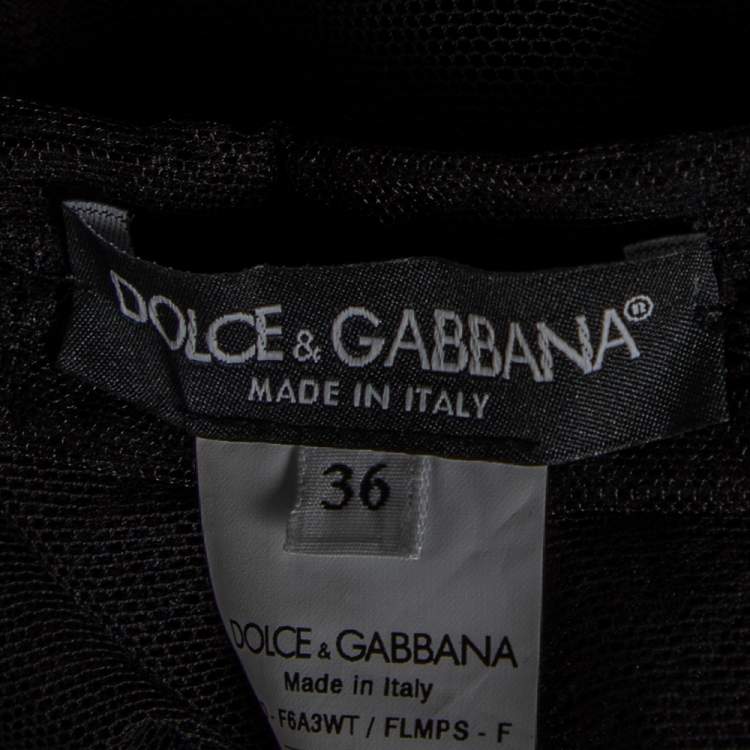 DOLCE & GABBANA®
MADE IN ITALY
36
DOLCE & GABBANA
Made in Italy
- F6A3WT / FLMPS - F